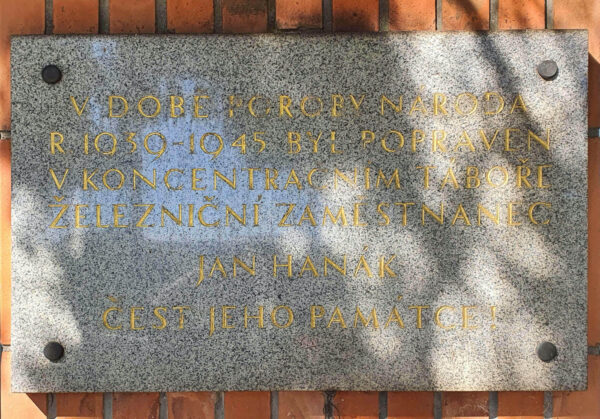 V DOBĚ POROBY NÁRODA
R 1939-1945 BYL POPRAVEN
V KONCENTRAČNÍM TÁBOŘE
ŽELEZNIČNÍ ZAMĚSTNANEC
JAN HANÁK
ČEST JEHO PAMÁTCE!